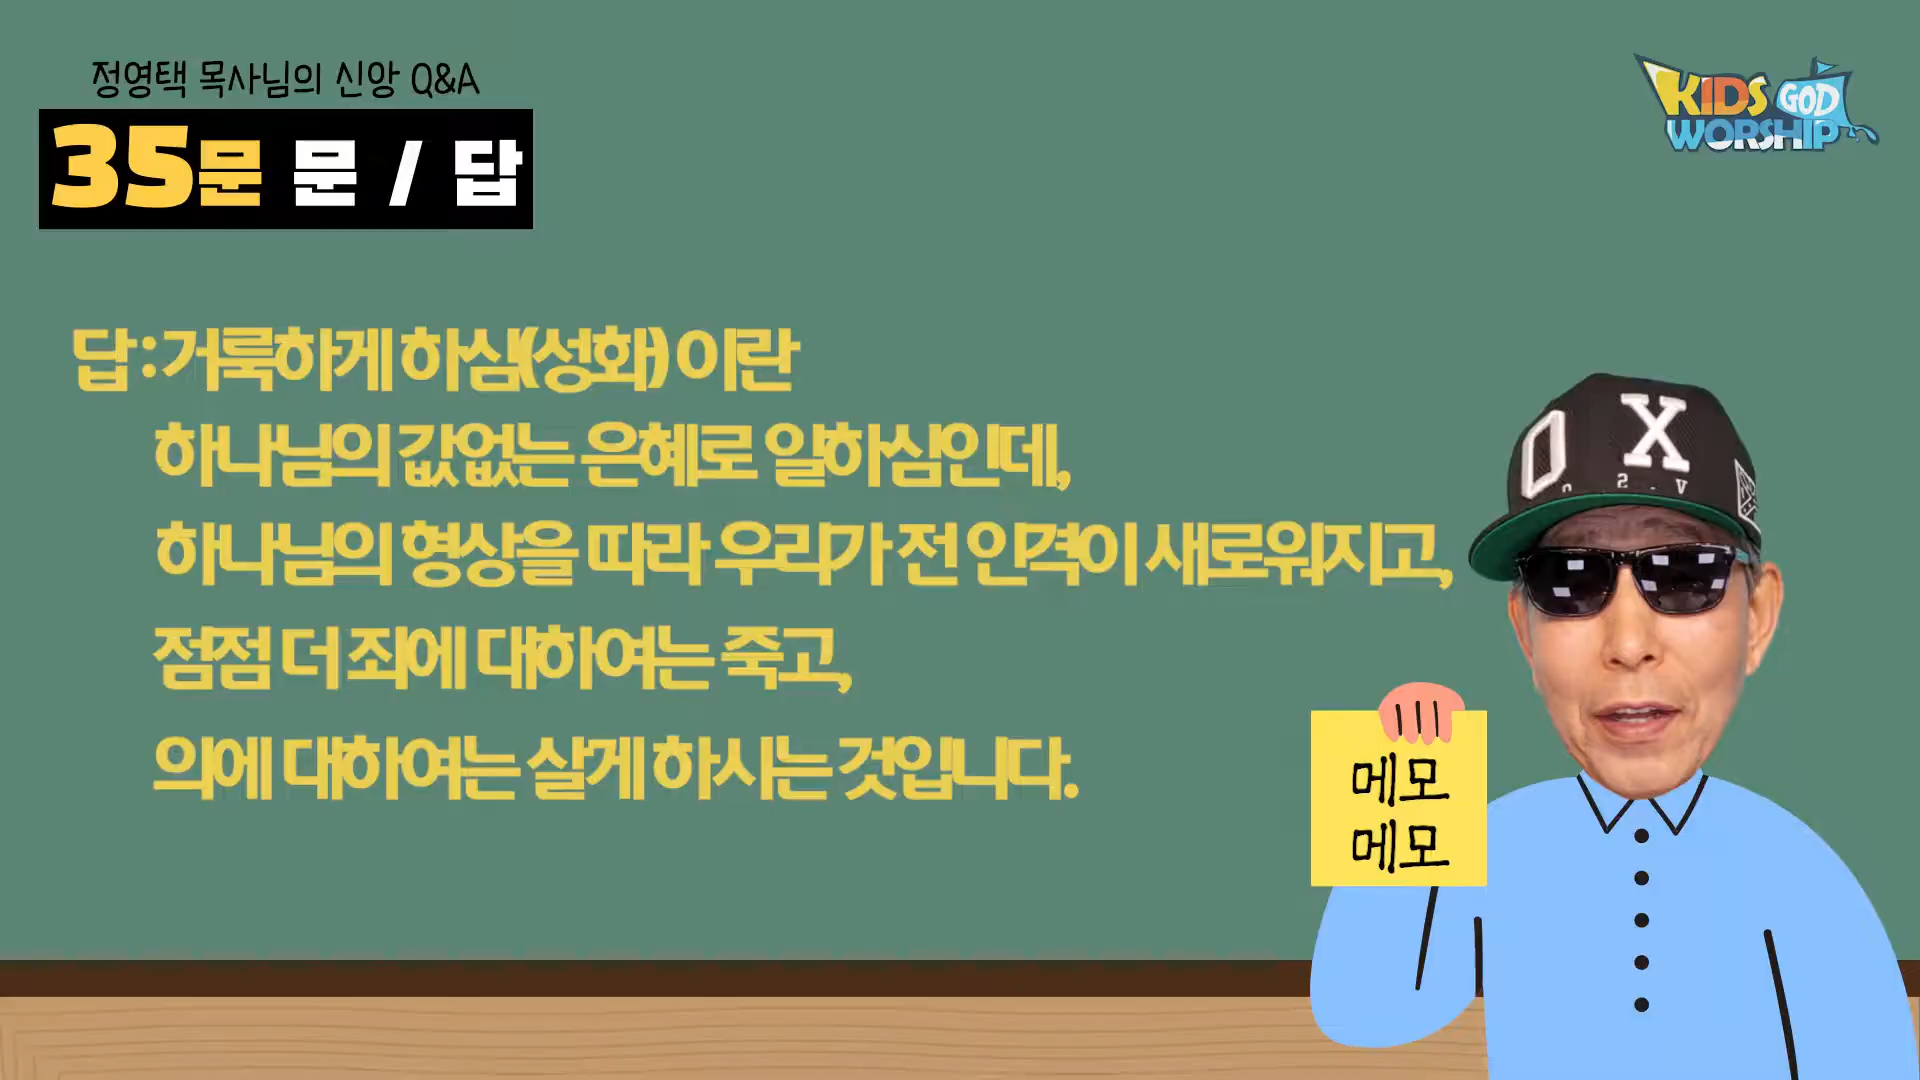 정영택 목사님의 신앙 Q&A
35문 문 / 답
KIDS GOD
WORSHIP
답 : 거룩하게 하심(성화) 이란
하나님의 값없는 은혜로 일하심인데,
하나님의 형상을 따라 우리가 전 인격이 새로워지고,
점점 더 죄에 대하여는 죽고,
의에 대하여는 살게 하시는 것입니다.
O X
2 . V
메모
메모